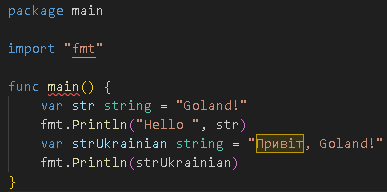 package main

import "fmt"

func main() {
    var str string = "Goland!"
    fmt.Println("Hello ", str)
    var strUkrainian string = "Привіт, Goland!"
    fmt.Println(strUkrainian)
}